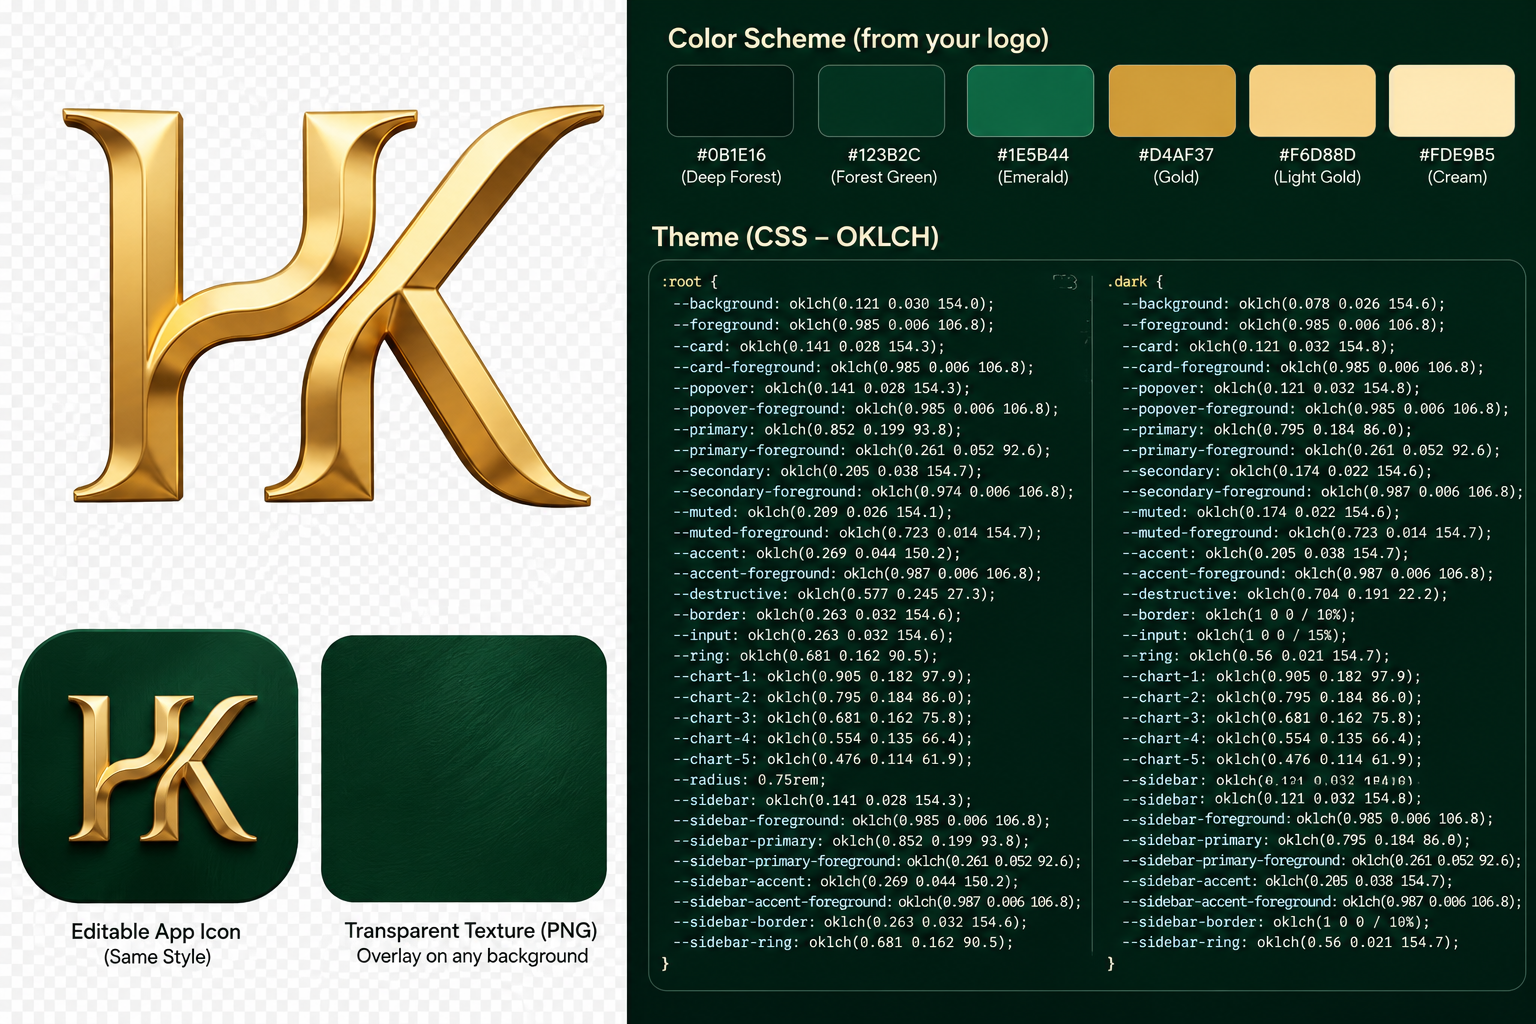 HK
Color Scheme (from your logo)
#0B1E16
(Deep Forest)
#123B2C
(Forest Green)
#1E5B44
(Emerald)
#D4AF37
(Gold)
#F6D88D
(Light Gold)
#FDE9B5
(Cream)
Theme (CSS – OKLCH)
:root {
--background: oklch(0.121 0.030 154.0);
--foreground: oklch(0.985 0.006 106.8);
--card: oklch(0.141 0.028 154.3);
--card-foreground: oklch(0.985 0.006 106.8);
--popover: oklch(0.141 0.028 154.3);
--popover-foreground: oklch(0.985 0.006 106.8);
--primary: oklch(0.852 0.199 93.8);
--primary-foreground: oklch(0.261 0.052 92.6);
--secondary: oklch(0.205 0.038 154.7);
--secondary-foreground: oklch(0.974 0.006 106.8);
--muted: oklch(0.209 0.026 154.1);
--muted-foreground: oklch(0.723 0.014 154.7);
--accent: oklch(0.269 0.044 150.2);
--accent-foreground: oklch(0.987 0.006 106.8);
--destructive: oklch(0.577 0.245 27.3);
--border: oklch(0.263 0.032 154.6);
--input: oklch(0.263 0.032 154.6);
--ring: oklch(0.681 0.162 90.5);
--chart-1: oklch(0.905 0.182 97.9);
--chart-2: oklch(0.795 0.184 86.0);
--chart-3: oklch(0.681 0.162 75.8);
--chart-4: oklch(0.554 0.135 66.4);
--chart-5: oklch(0.476 0.114 61.9);
--radius: 0.75rem;
--sidebar: oklch(0.141 0.028 154.3);
--sidebar-foreground: oklch(0.985 0.006 106.8);
--sidebar-primary: oklch(0.852 0.199 93.8);
--sidebar-primary-foreground: oklch(0.261 0.052 92.6);
--sidebar-accent: oklch(0.269 0.044 150.2);
--sidebar-accent-foreground: oklch(0.987 0.006 106.8);
--sidebar-border: oklch(0.263 0.032 154.6);
--sidebar-ring: oklch(0.681 0.162 90.5);
}
.dark {
--background: oklch(0.078 0.026 154.6);
--foreground: oklch(0.985 0.006 106.8);
--card: oklch(0.121 0.032 154.8);
--card-foreground: oklch(0.985 0.006 106.8);
--popover: oklch(0.121 0.032 154.8);
--popover-foreground: oklch(0.985 0.006 106.8);
--primary: oklch(0.795 0.184 86.0);
--primary-foreground: oklch(0.261 0.052 92.6);
--secondary: oklch(0.174 0.022 154.6);
--secondary-foreground: oklch(0.987 0.006 106.8);
--muted: oklch(0.174 0.022 154.6);
--muted-foreground: oklch(0.723 0.014 154.7);
--accent: oklch(0.205 0.038 154.7);
--accent-foreground: oklch(0.987 0.006 106.8);
--destructive: oklch(0.704 0.191 22.2);
--border: oklch(1 0 0 / 10%);
--input: oklch(1 0 0 / 15%);
--ring: oklch(0.56 0.021 154.7);
--chart-1: oklch(0.905 0.182 97.9);
--chart-2: oklch(0.795 0.184 86.0);
--chart-3: oklch(0.681 0.162 75.8);
--chart-4: oklch(0.554 0.135 66.4);
--chart-5: oklch(0.476 0.114 61.9);
--sidebar:
--sidebar: oklch(0.121 0.032 154.8);
--sidebar-foreground: oklch(0.985 0.006 106.8);
--sidebar-primary: oklch(0.795 0.184 86.0);
--sidebar-primary-foreground: oklch(0.261 0.052 92.6);
--sidebar-accent: oklch(0.205 0.038 154.7);
--sidebar-accent-foreground: oklch(0.987 0.006 106.8);
--sidebar-border: oklch(1 0 0 / 10%);
--sidebar-ring: oklch(0.56 0.021 154.7);
}
HK
Editable App Icon
(Same Style)
Transparent Texture (PNG)
Overlay on any background